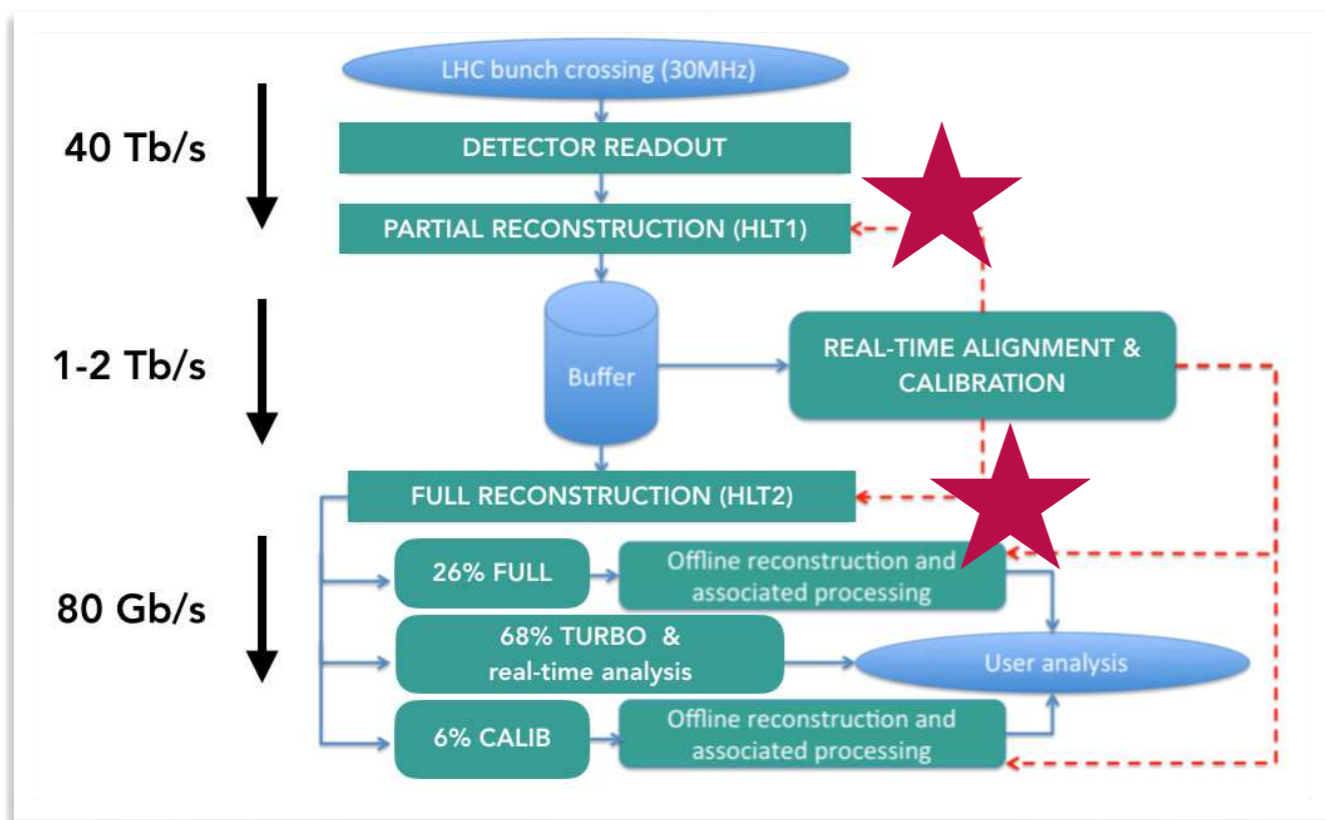 LHC bunch crossing (30MHz)
40 Tb/s
DETECTOR READOUT
PARTIAL RECONSTRUCTION (HLT1)
1-2 Tb/s
Buffer
REAL-TIME ALIGNMENT &
CALIBRATION
FULL RECONSTRUCTION (HLT2)
80 Gb/s
26% FULL
Offline reconstruction and
associated processing
68% TURBO &
real-time analysis
User analysis
6% CALIB
Offline reconstruction and
associated processing